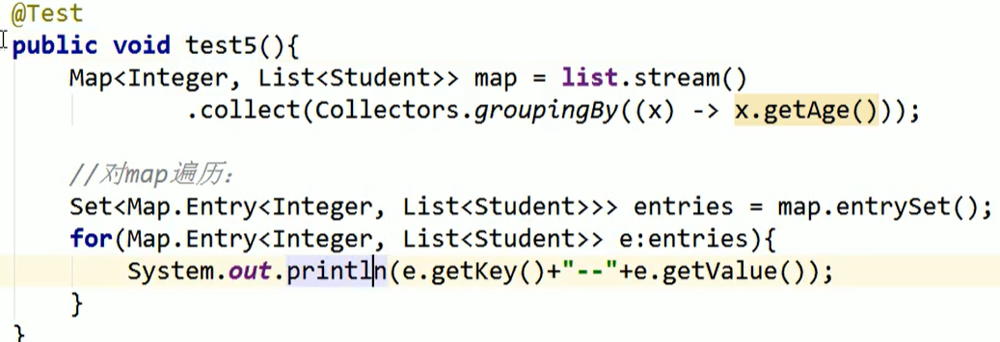 @Test
public void test5(){
    Map<Integer, List<Student>> map = list.stream()
            .collect(Collectors.groupingBy((x) -> x.getAge()));
    //对map遍历：
    Set<Map.Entry<Integer, List<Student>>> entries = map.entrySet();
    for(Map.Entry<Integer, List<Student>> e:entries){
        System.out.println(e.getKey()+"--"+e.getValue());
    }
}